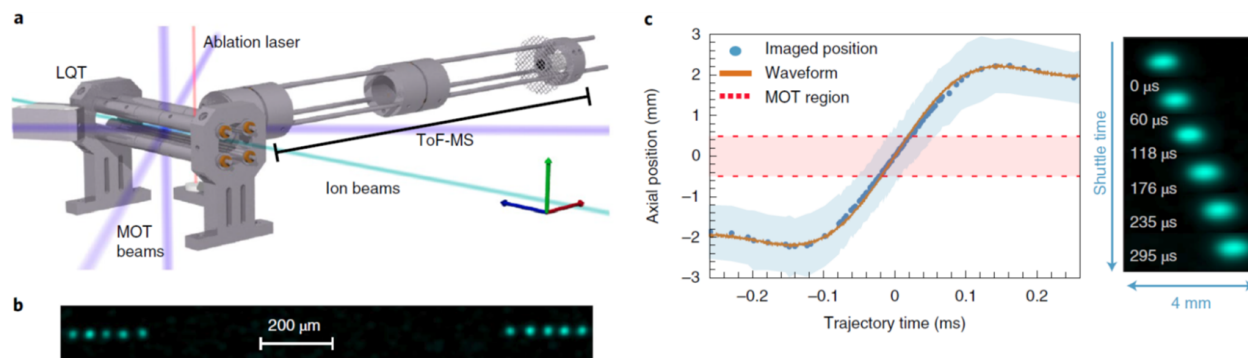 a
Ablation laser
LQT
ToF-MS
Ion beams
MOT
beams
b
200 μm
c
Imaged position
Waveform
MOT region
Axial position (mm)
3
2
1
0
−1
−2
−3
−0.2
−0.1
0
0.1
0.2
Trajectory time (ms)
Shuttle time
0 μs
60 μs
118 μs
176 μs
235 μs
295 μs
4 mm